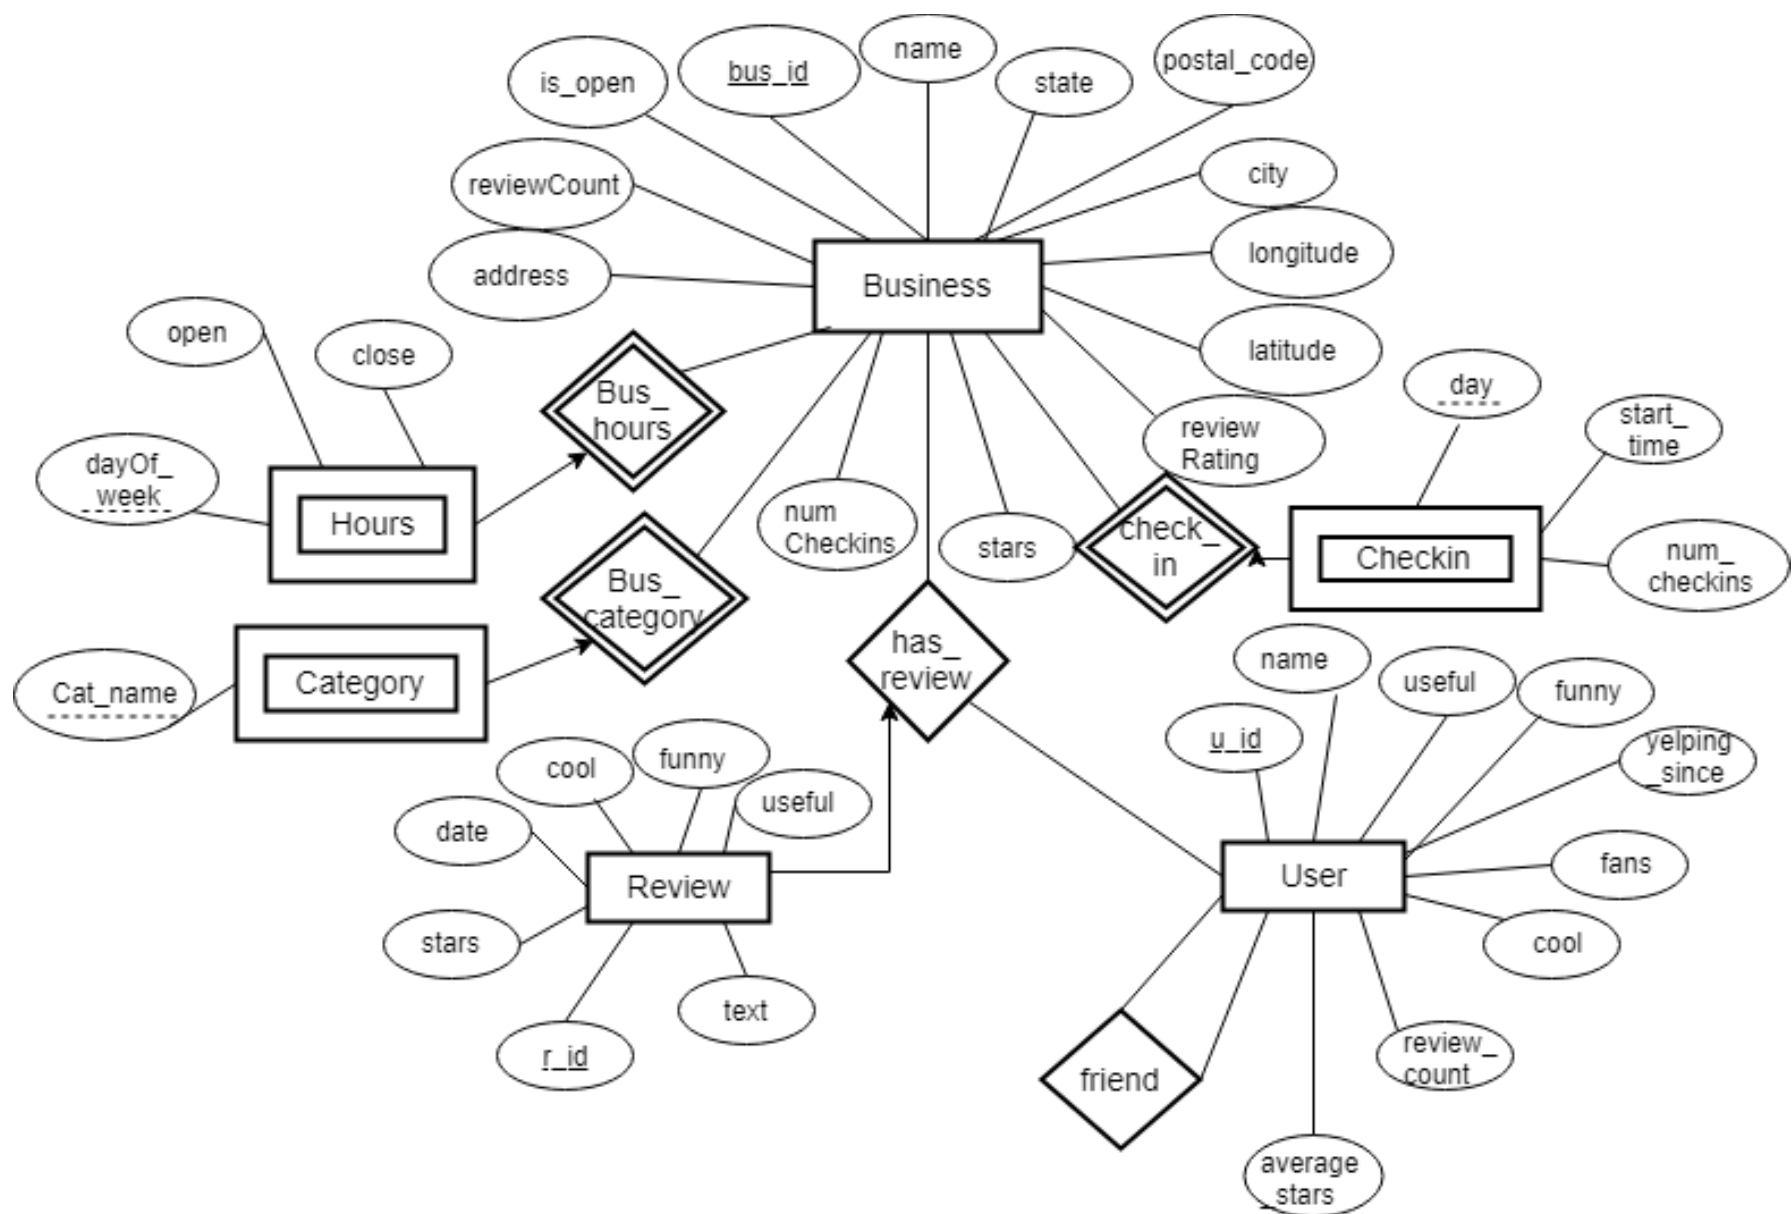 name
bus_id
postal_code
is_open
state
city
reviewCount
longitude
address
Business
open
close
latitude
day
Bus_
hours
review
Rating
start_
time
dayOf_
week
num
Checkins
stars
check_
in
Hours
Checkin
num_
checkins
Bus_
category
has_
review
name
useful
funny
Cat_name
Category
u_id
yelping
_since
cool
funny
useful
date
Review
User
fans
stars
cool
text
r_id
friend
review_
count
average
_stars